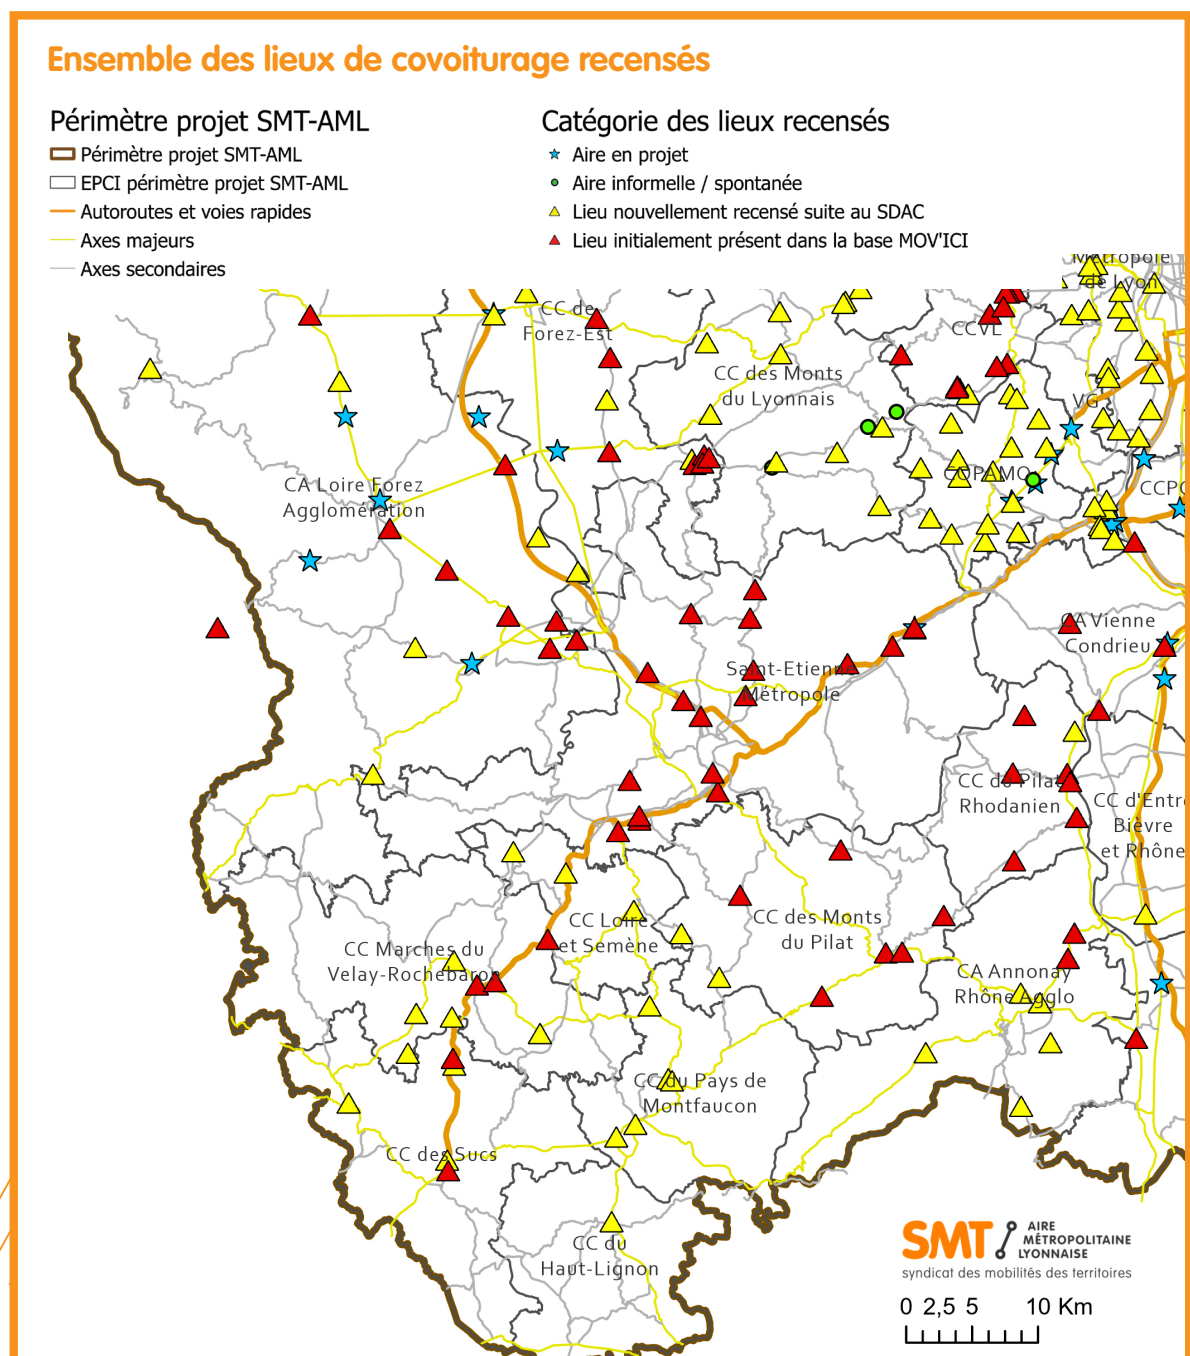 Ensemble des lieux de covoiturage recensés
Périmètre projet SMT-AML
Périmètre projet SMT-AML
EPCI périmètre projet SMT-AML
Autoroutes et voies rapides
Axes majeurs
Axes secondaires
Catégorie des lieux recensés
Aire en projet
Aire informelle / spontanée
Lieu nouvellement recensé suite au SDAC
Lieu initialement présent dans la base MOV'ICI
Métropole
de Lyon
CC de
Forez-Est
CCVL
CC des Monts
du Lyonnais
VG
COPAMO
CCPO
CA Loire Forez
Agglomération
CA Vienne
Condrieu
Saint-Etienne
Métropole
CC du Pilat
Rhodanien
CC d'Entre
Bièvre
et Rhône
CC Loire
et Semène
CC des Monts
du Pilat
CC Marches du
Velay-Rochebaron
CA Annonay
Rhône Agglo
CC du Pays de
Montfaucon
CC des Sucs
CC du
Haut-Lignon
SMT
AIRE
MÉTROPOLITAINE
LYONNAISE
syndicat des mobilités des territoires
0 2,5 5 10 Km